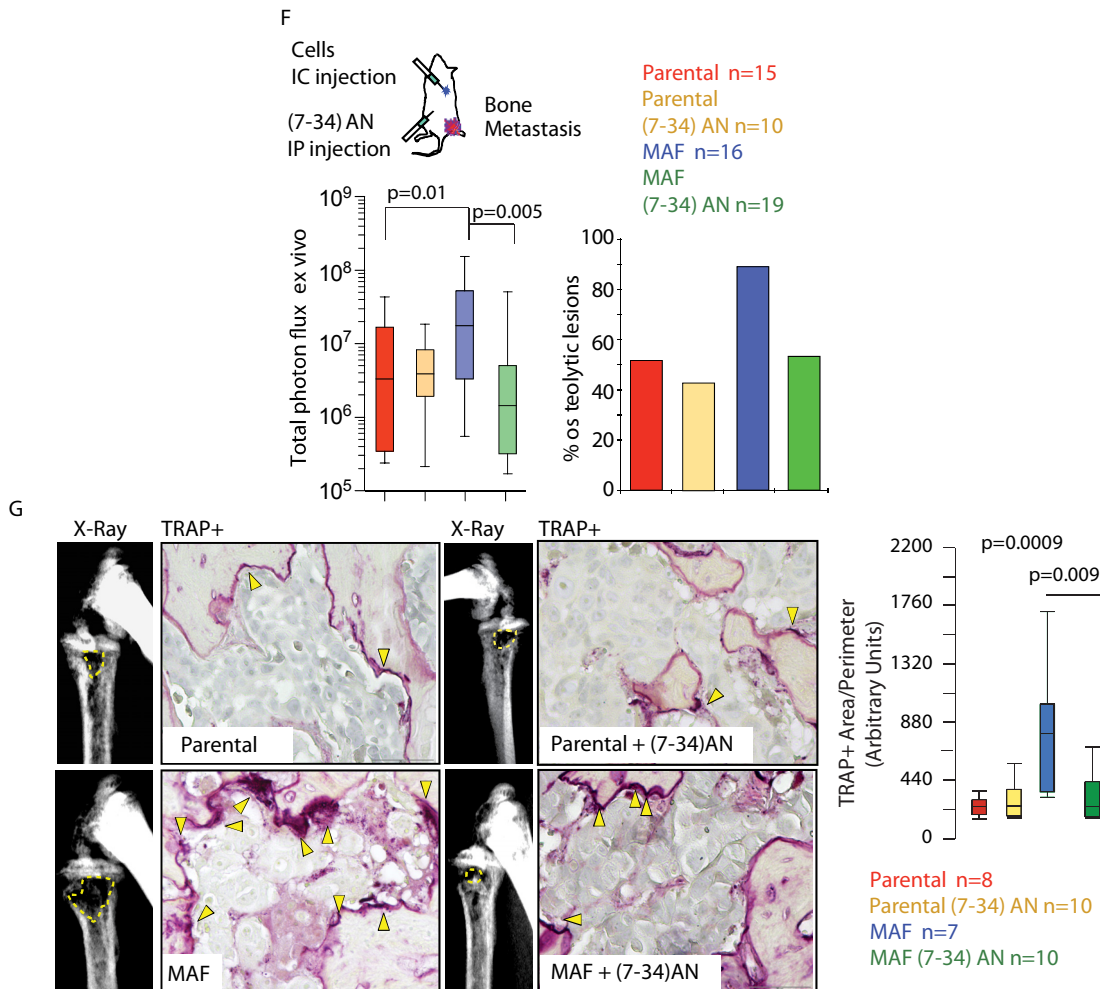 F
Cells
IC injection
(7-34) AN
IP injection
Bone
Metastasis
Parental n=15
Parental
(7-34) AN n=10
MAF n=16
MAF
(7-34) AN n=19
p=0.01
p=0.005
Total photon flux ex vivo
10⁹
10⁸
10⁷
10⁶
10⁵
% os teolytic lesions
100
80
60
40
20
0
G
X-Ray
TRAP+
X-Ray
TRAP+
Parental
Parental + (7-34)AN
MAF
MAF + (7-34)AN
p=0.0009
p=0.009
TRAP+ Area/Perimeter
(Arbitrary Units)
2200
1760
1320
880
440
0
Parental n=8
Parental (7-34) AN n=10
MAF n=7
MAF (7-34) AN n=10